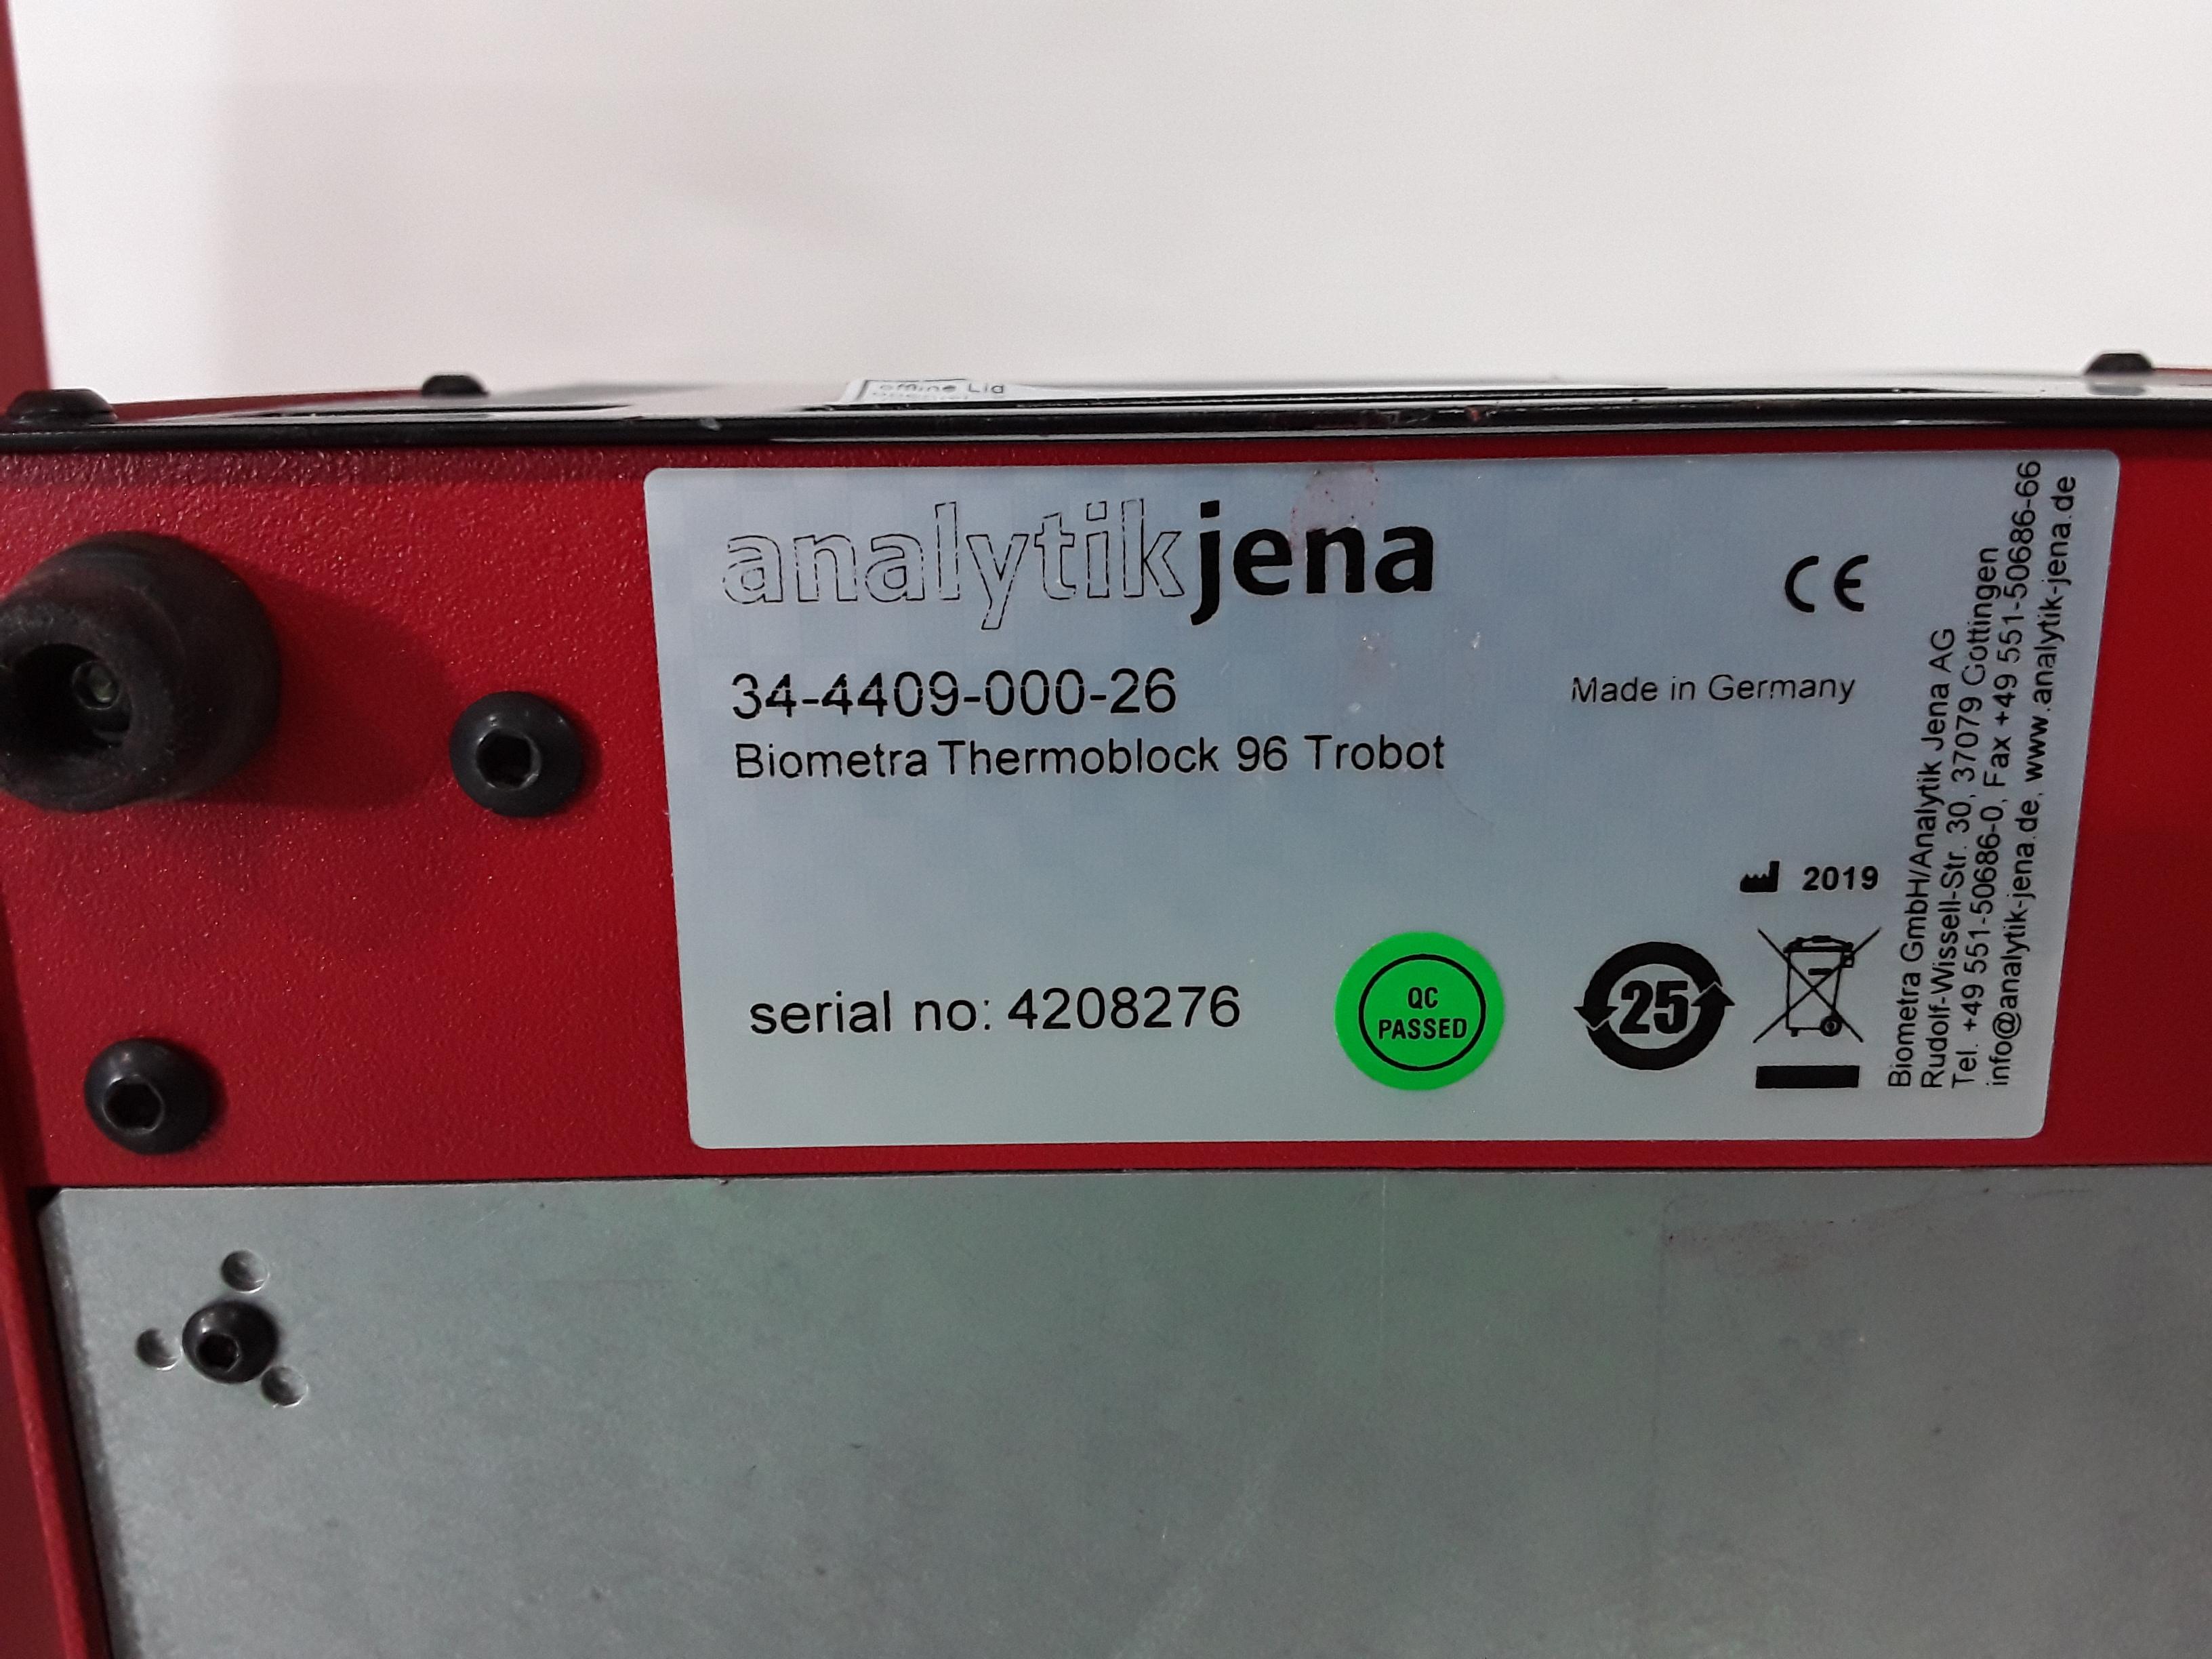 offline Lid
analytikjena
CE
34-4409-000-26
Made in Germany
Biometra Thermoblock 96 Trobot
2019
serial no: 4208276
QC
PASSED
25
Biometra GmbH/Analytik Jena AG
Rudolf-Wissell-Str. 30, 37079 Göttingen
Tel. +49 551-50686-0, Fax +49 551-50686-66
info@analytik-jena.de, www.analytik-jena.de